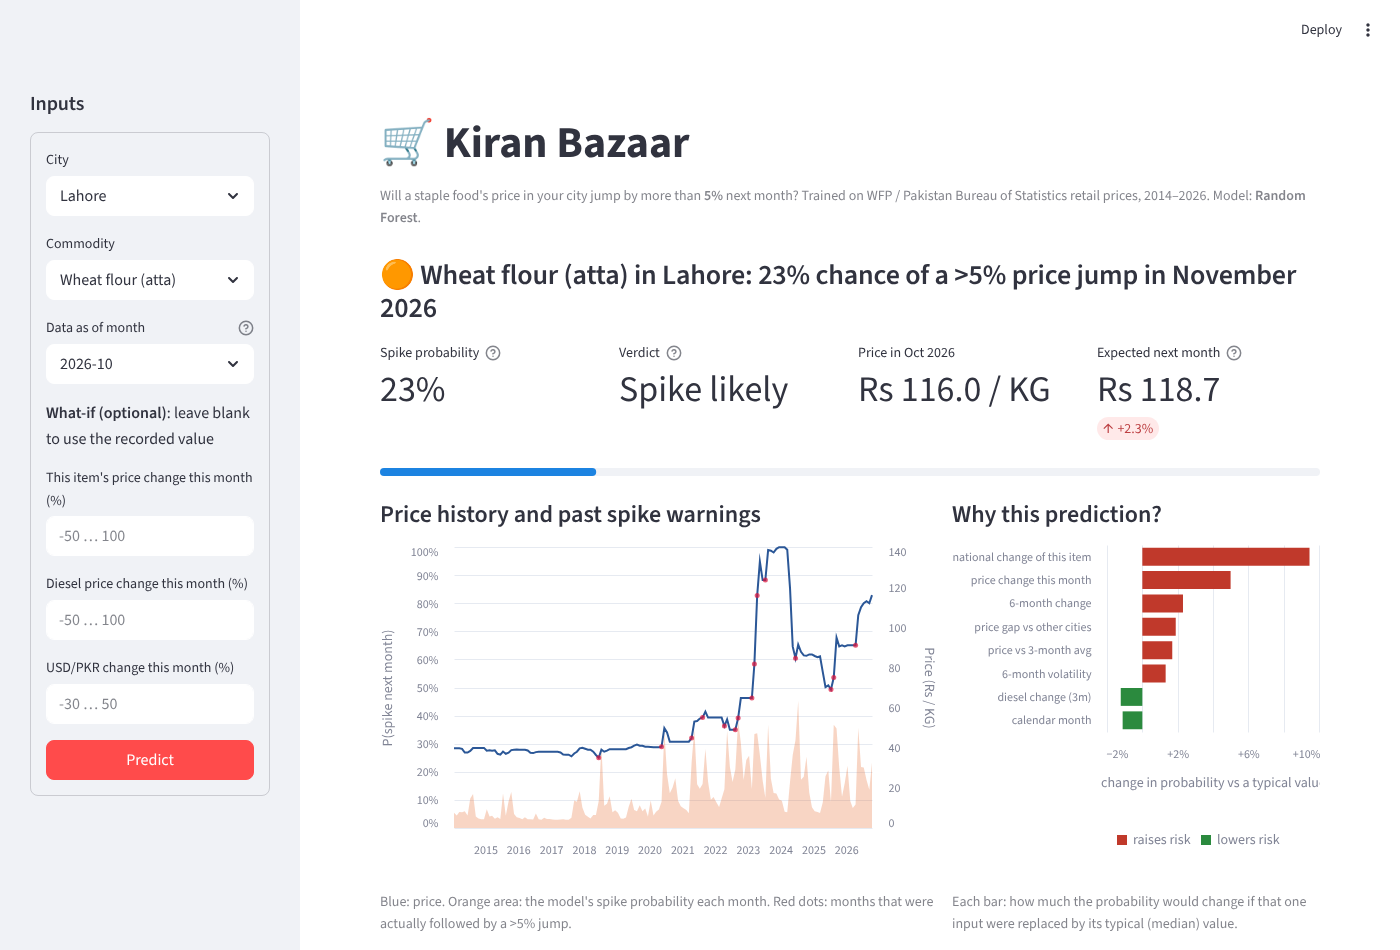 Deploy
Inputs
City
Lahore
Commodity
Wheat flour (atta)
Data as of month
2026-10
What-if (optional): leave blank
to use the recorded value
This item's price change this month
(%)
-50 … 100
Diesel price change this month (%)
-50 … 100
USD/PKR change this month (%)
-30 … 50
Predict
Kiran Bazaar
Will a staple food's price in your city jump by more than 5% next month? Trained on WFP / Pakistan Bureau of Statistics retail prices, 2014–2026. Model: Random
Forest.
Wheat flour (atta) in Lahore: 23% chance of a >5% price jump in November
2026
Spike probability
23%
Verdict
Spike likely
Price in Oct 2026
Rs 116.0 / KG
Expected next month
Rs 118.7
↑ +2.3%
Price history and past spike warnings
P(spike next month)
100%
90%
80%
70%
60%
50%
40%
30%
20%
10%
0%
140
120
100
80
60
40
20
0
Price (Rs / KG)
2015 2016 2017 2018 2019 2020 2021 2022 2023 2024 2025 2026
Blue: price. Orange area: the model's spike probability each month. Red dots: months that were
actually followed by a >5% jump.
Why this prediction?
national change of this item
price change this month
6-month change
price gap vs other cities
price vs 3-month avg
6-month volatility
diesel change (3m)
calendar month
−2% +2% +6% +10%
change in probability vs a typical valu
raises risk lowers risk
Each bar: how much the probability would change if that one
input were replaced by its typical (median) value.